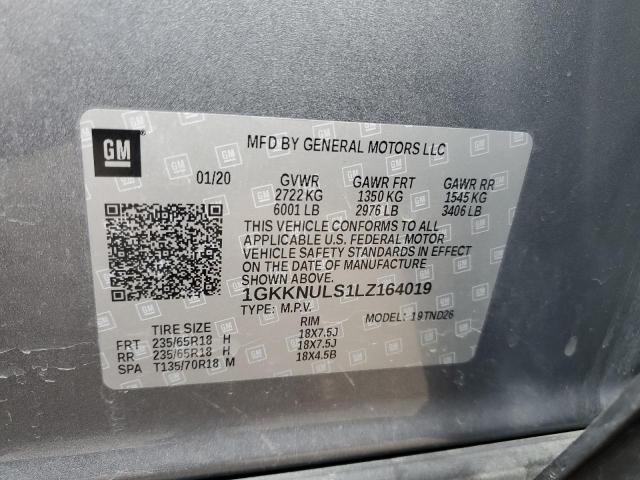 GM
MFD BY GENERAL MOTORS LLC
01/20 GVWR GAWR FRT GAWR RR
2722 KG 1350 KG 1545 KG
6001 LB 2976 LB 3406 LB
THIS VEHICLE CONFORMS TO ALL
APPLICABLE U.S. FEDERAL MOTOR
VEHICLE SAFETY STANDARDS IN EFFECT
ON THE DATE OF MANUFACTURE
SHOWN ABOVE.
1GKKNULS1LZ164019
TYPE: M.P.V. MODEL: 19TND26
TIRE SIZE RIM
FRT 235/65R18 H 18X7.5J
RR 235/65R18 H 18X7.5J
SPA T135/70R18 M 18X4.5B